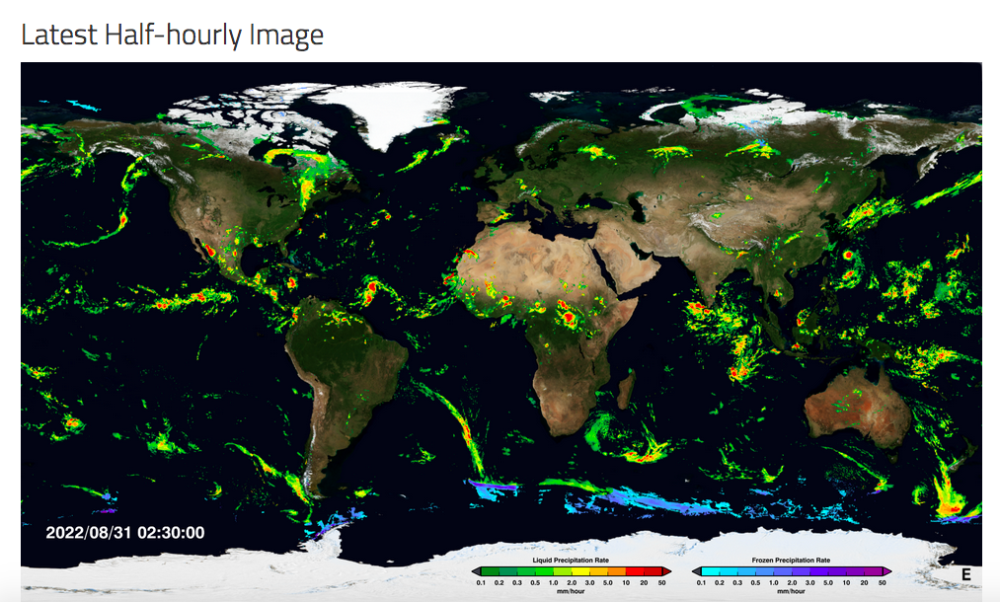 Latest Half-hourly Image
2022/08/31 02:30:00
Liquid Precipitation Rate
0.1 0.2 0.3 0.5 1.0 2.0 3.0 5.0 10 20 50
mm/hour
Frozen Precipitation Rate
0.1 0.2 0.3 0.5 1.0 2.0 3.0 5.0 10 20 50
mm/hour
E